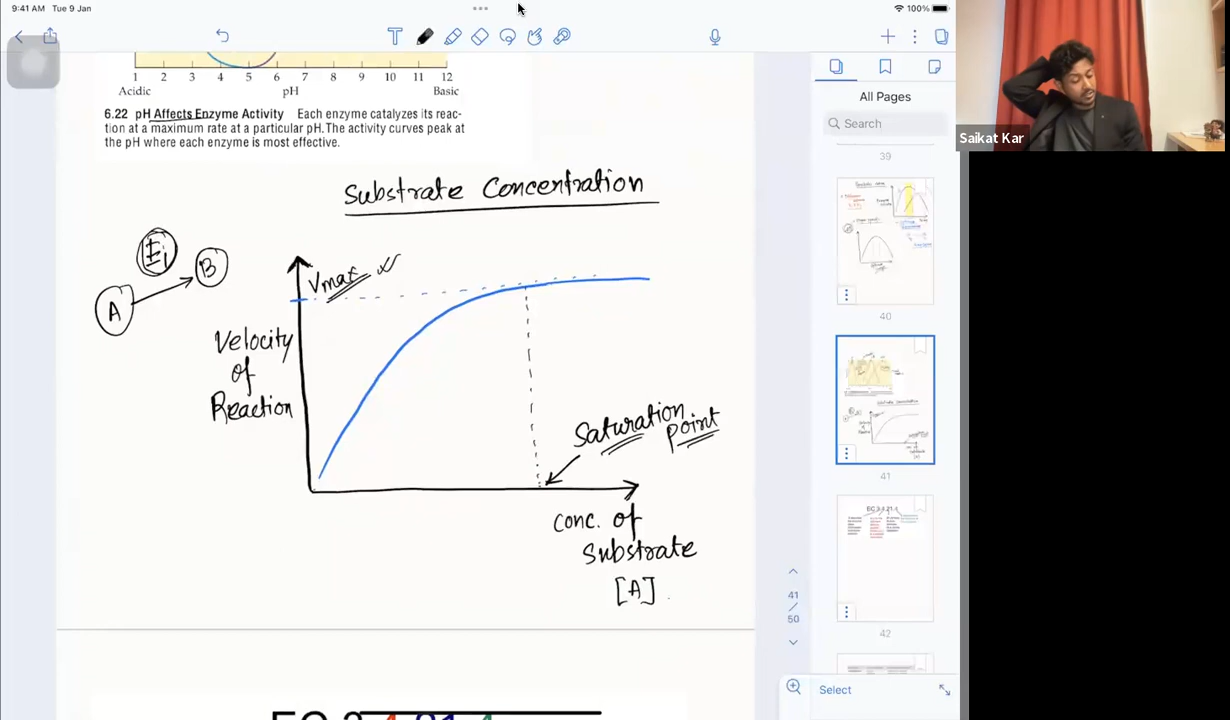 9:41 AM Tue 9 Jan
100%
1 2 3 4 5 6 7 8 9 10 11 12
Acidic pH Basic
6.22 pH Affects Enzyme Activity Each enzyme catalyzes its reac-
tion at a maximum rate at a particular pH. The activity curves peak at
the pH where each enzyme is most effective.
Substrate Concentration
E1
A
B
Vmax
Velocity
of
Reaction
Saturation
Point
Conc. of
Substrate
[A]
T
All Pages
Search
39
40
41
42
41
/
50
Select
Saikat Kar